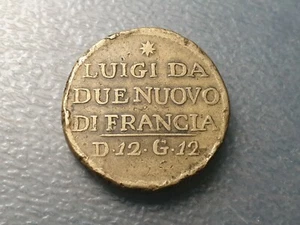 LUIGI DA
DUE NUOVO
DI FRANCIA
D·12·G·12